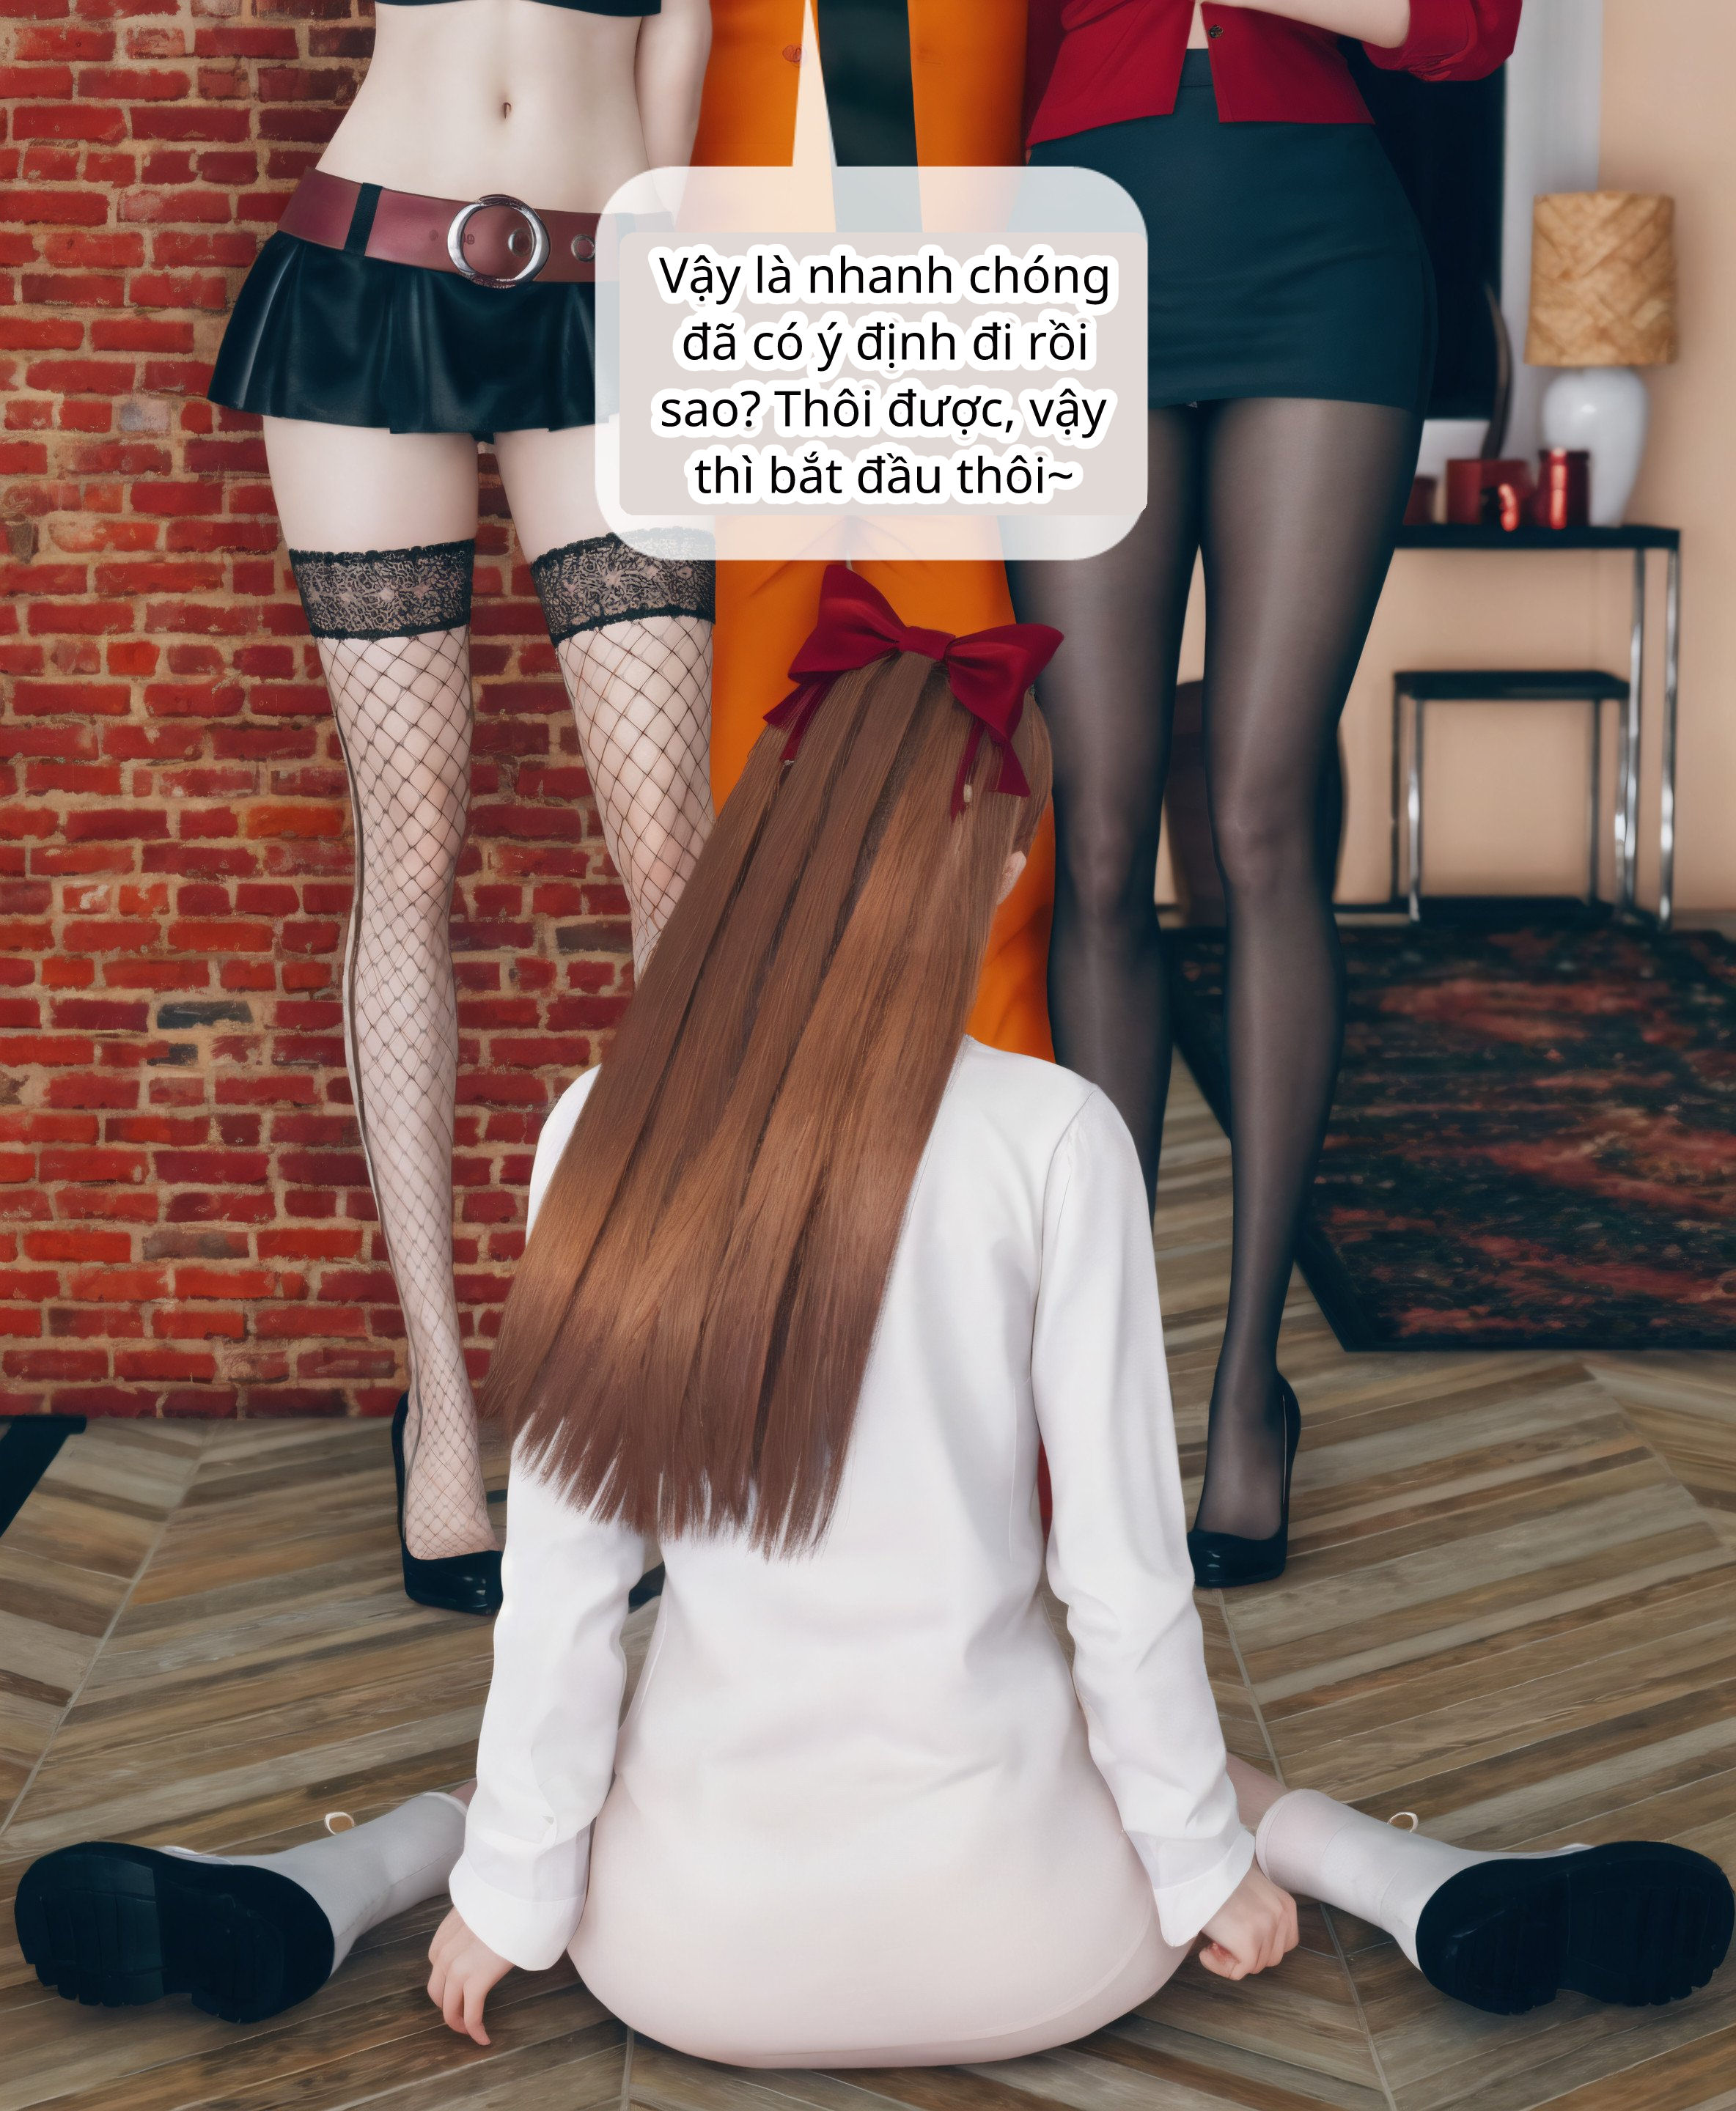 Vậy là nhanh chóng
đã có ý định đi rồi
sao? Thôi được, vậy
thì bắt đầu thôi~